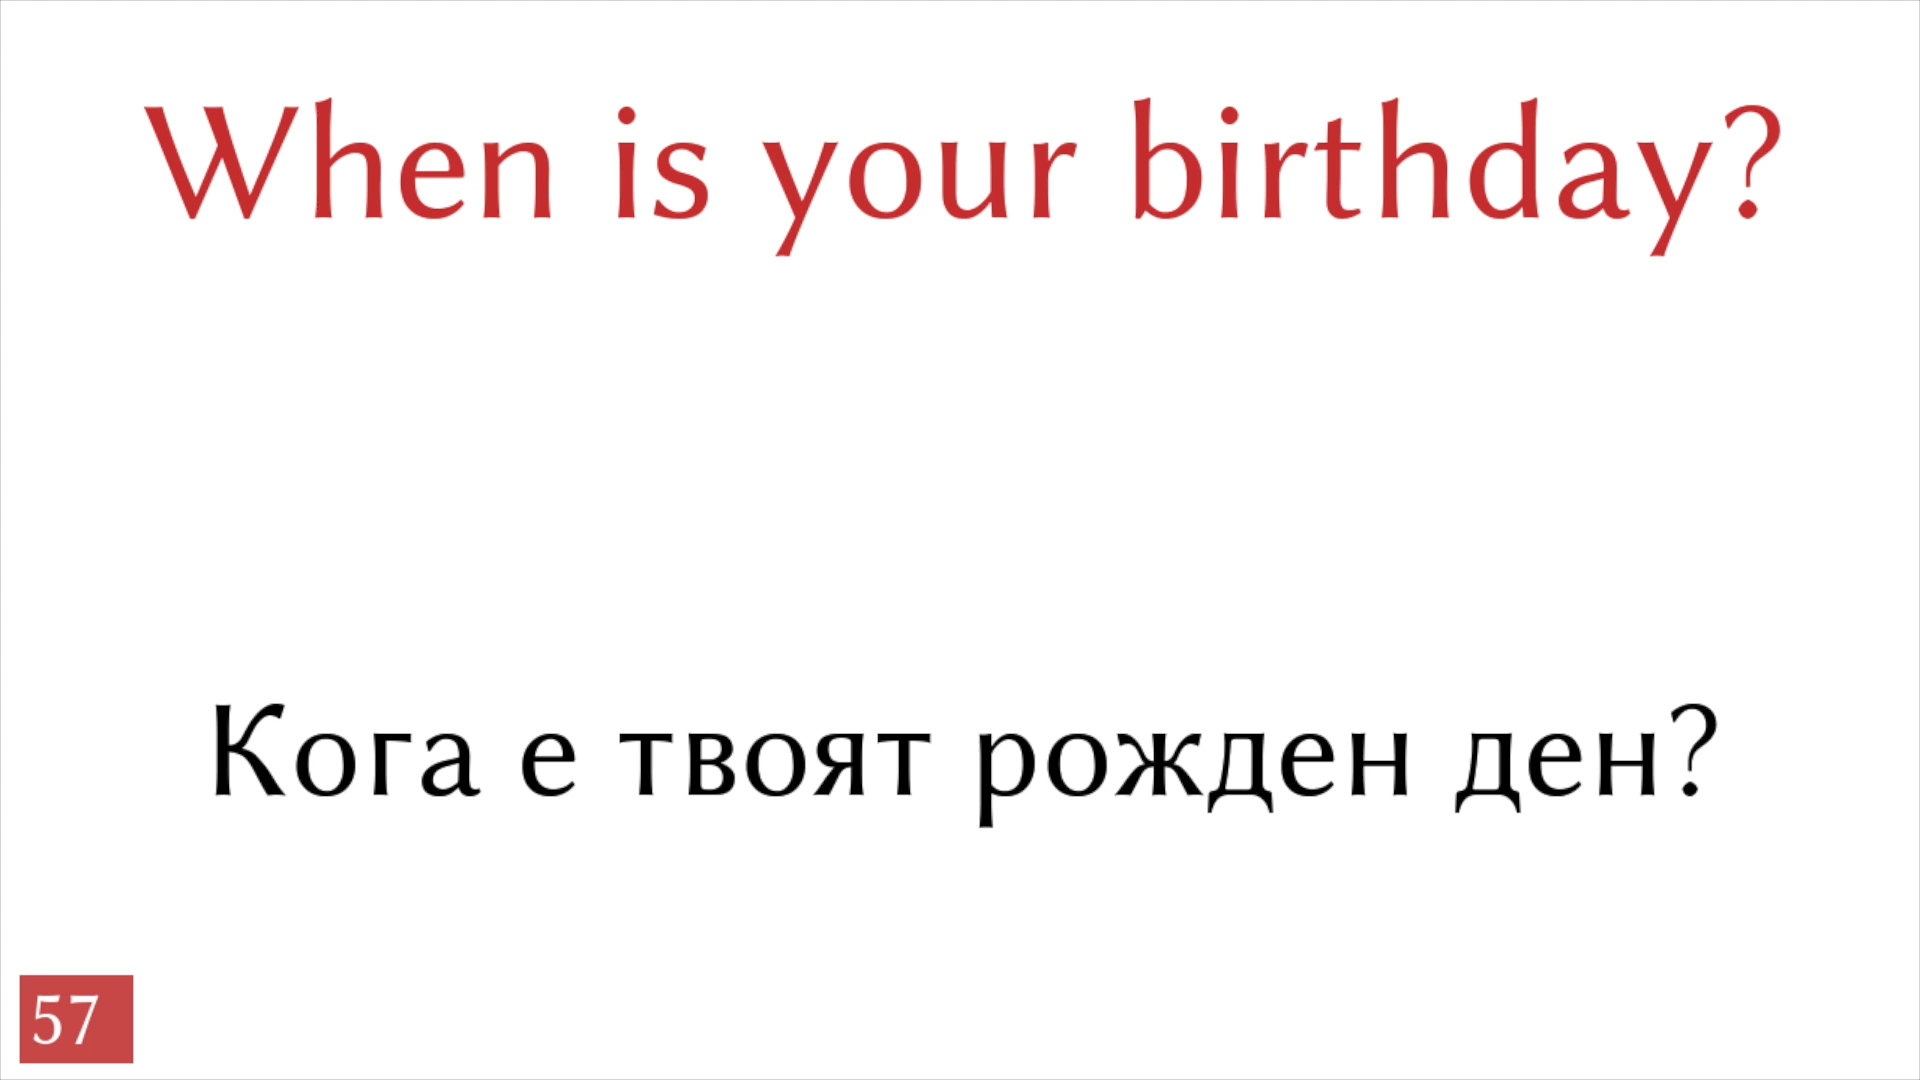 When is your birthday?
Кога е твоят рожден ден?
57